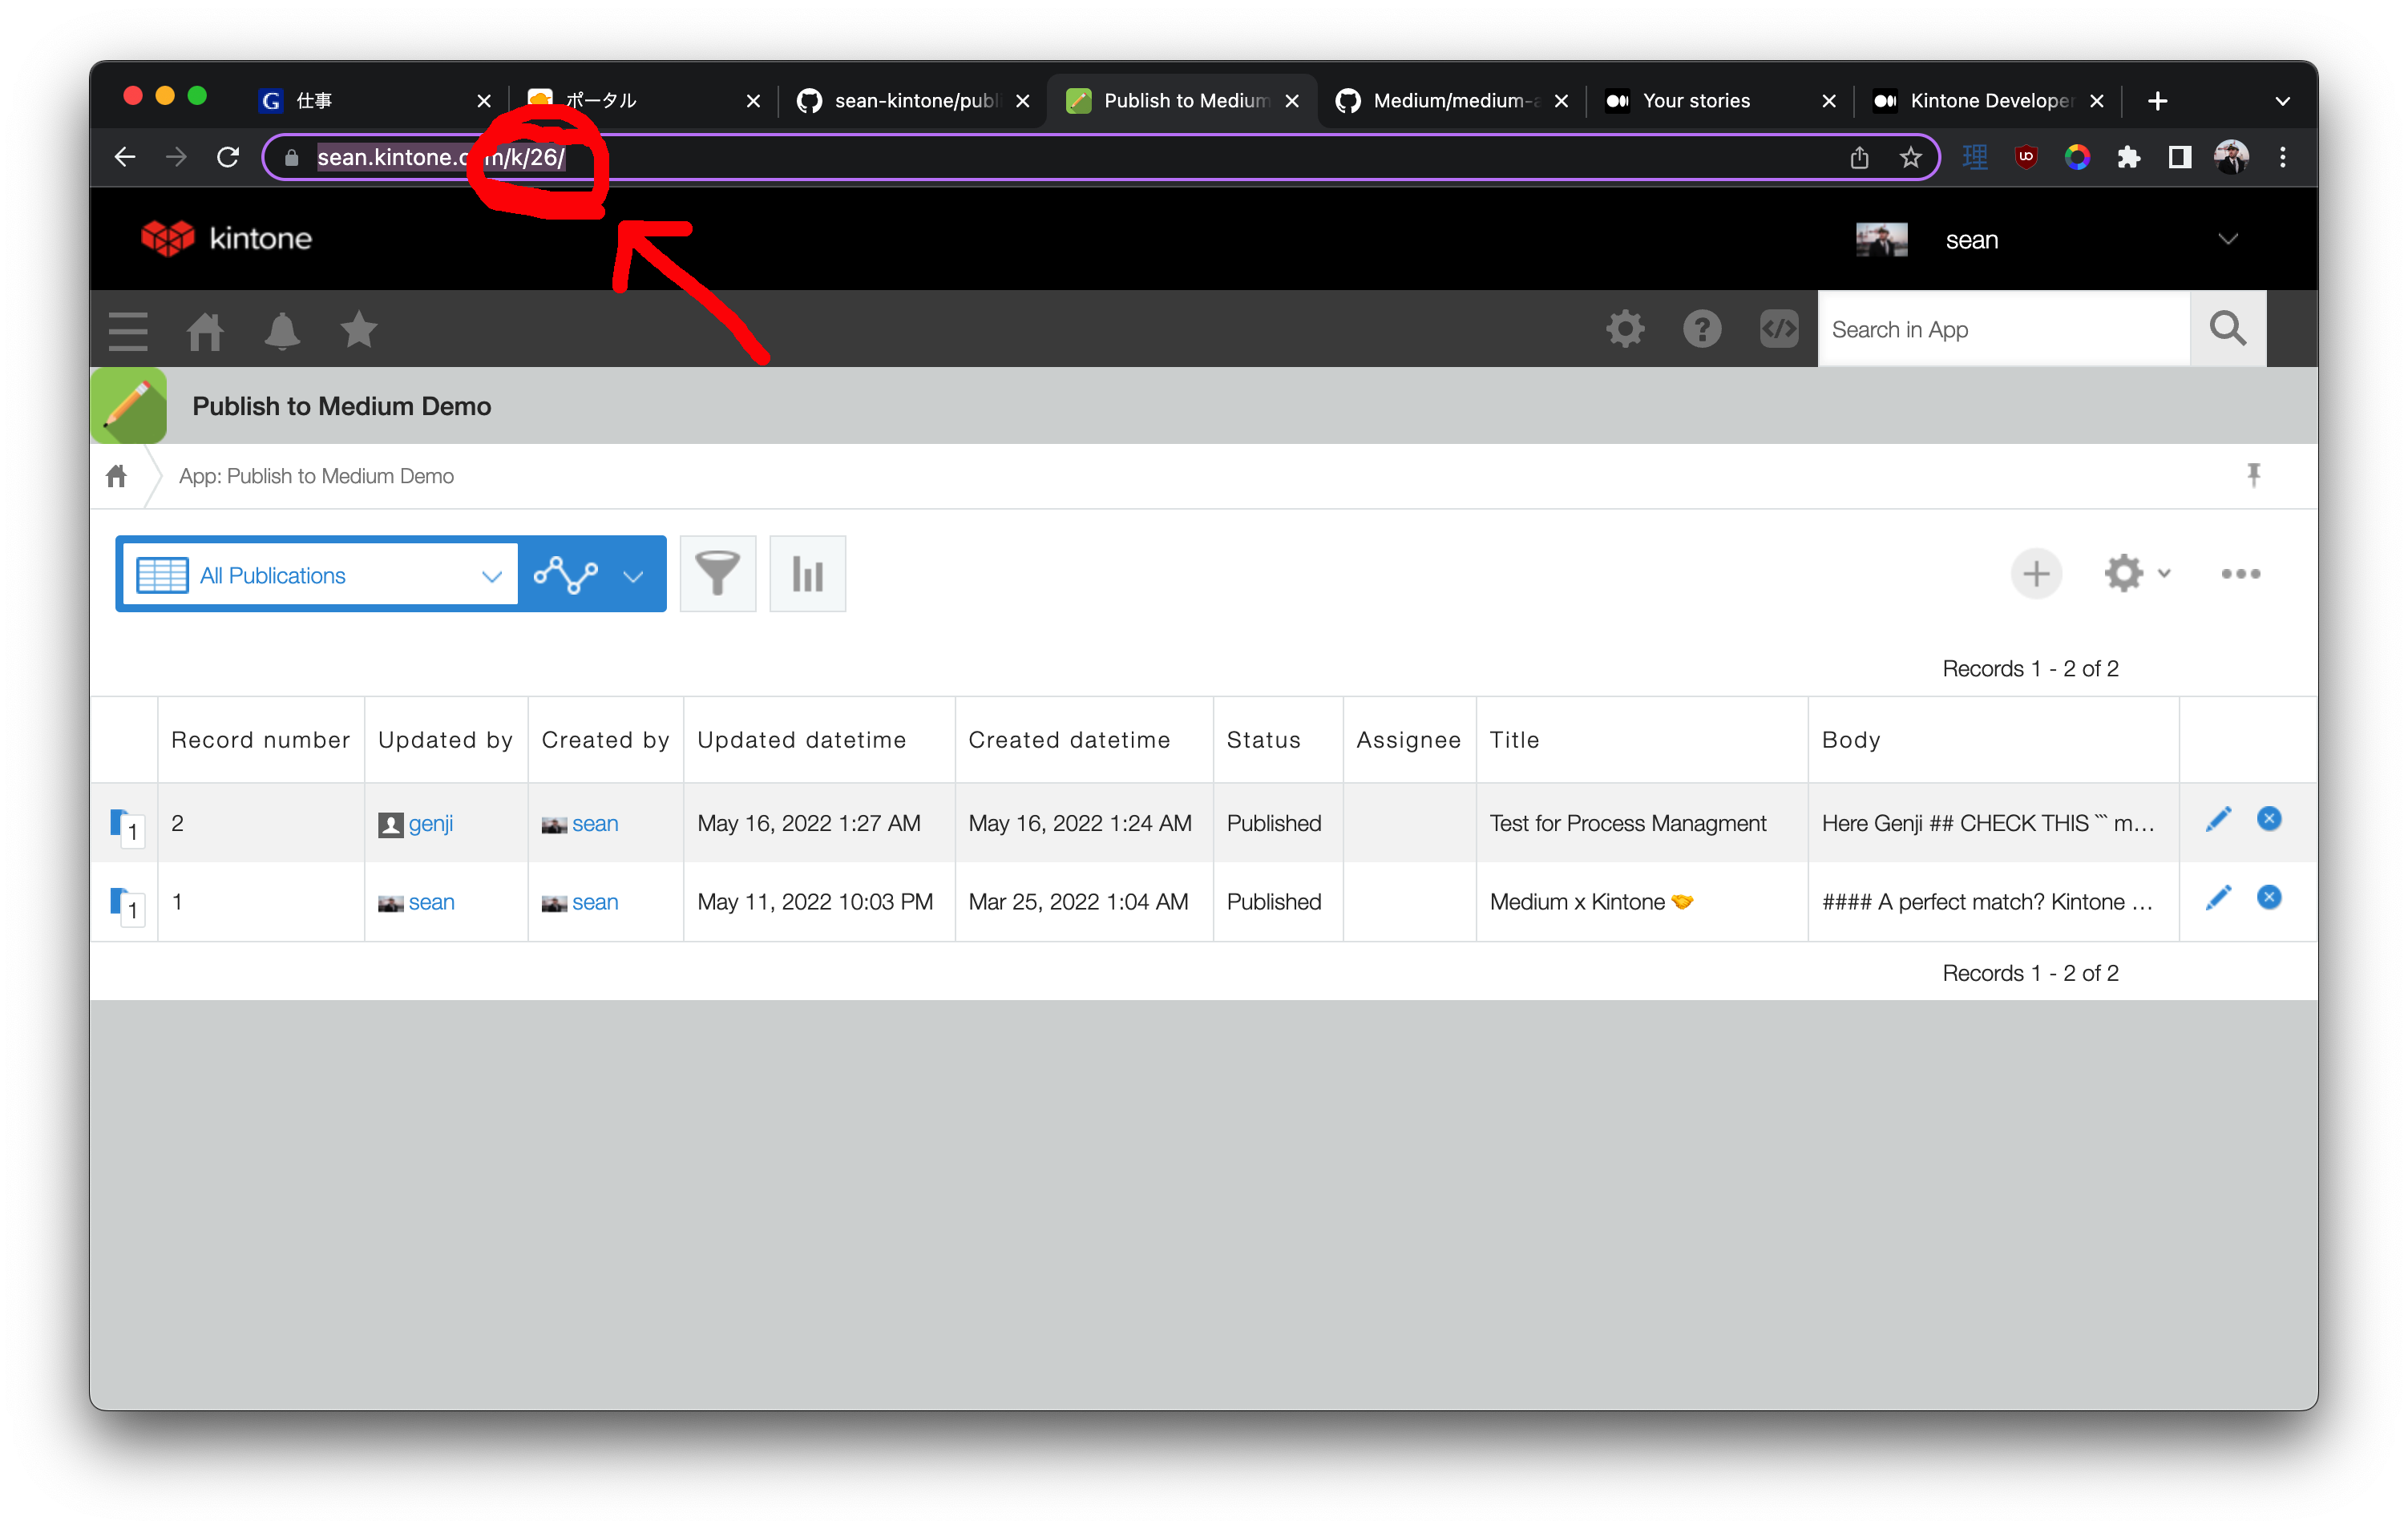 仕事 ポータル sean-kintone/publi Publish to Medium Medium/medium-a Your stories Kintone Developer
sean.kintone.c m/k/26/
kintone
sean
Search in App
Publish to Medium Demo
App: Publish to Medium Demo
All Publications
Records 1 - 2 of 2
Record number Updated by Created by Updated datetime Created datetime Status Assignee Title Body
1 2 genji sean May 16, 2022 1:27 AM May 16, 2022 1:24 AM Published Test for Process Managment Here Genji ## CHECK THIS ``` m...
1 1 sean sean May 11, 2022 10:03 PM Mar 25, 2022 1:04 AM Published Medium x Kintone 🤝 #### A perfect match? Kintone ...
Records 1 - 2 of 2